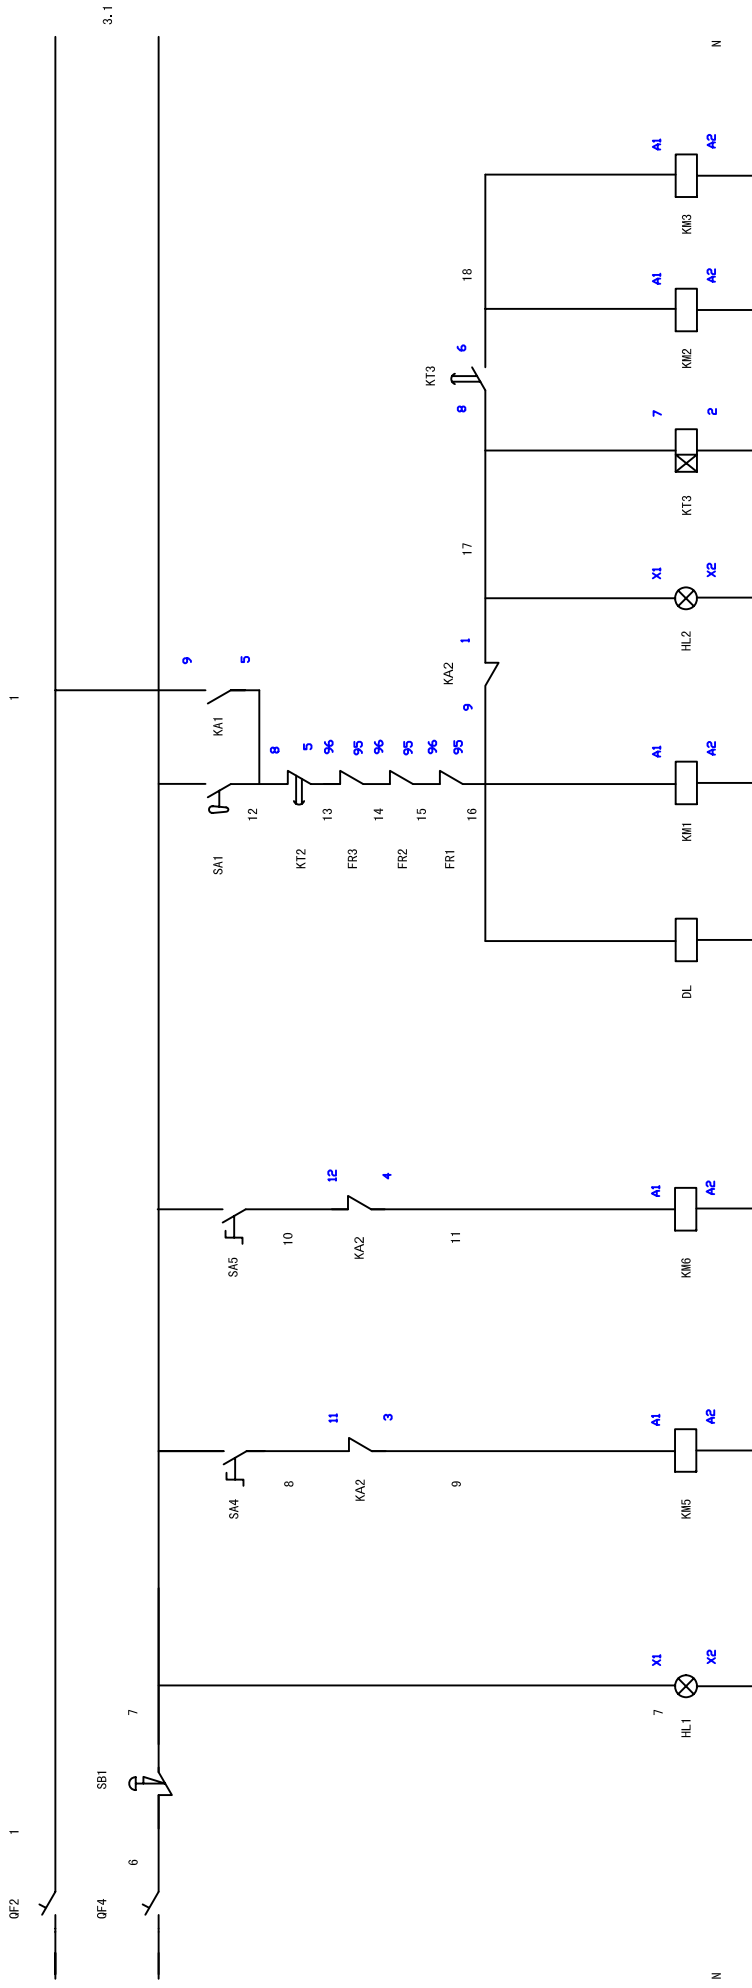 QF2 1 1
QF4 SB1 3.1
6 7
9
SA1 KA1
SA4 SA5 5
12
8
8 10
KT2 5
11 12 13 96
KA2 KA2 FR3 95
14 96
3 4
FR2 95
15
96 KT3
FR1 95 KA2
9 11 8 6
16 9 1 17 18
7 X1 A1 A1 A1 X1 7 A1 A1
HL1 KM5 KM6 DL KM1 HL2 KT3 KM2 KM3
X2 A2 A2 A2 X2 2 A2 A2
N N